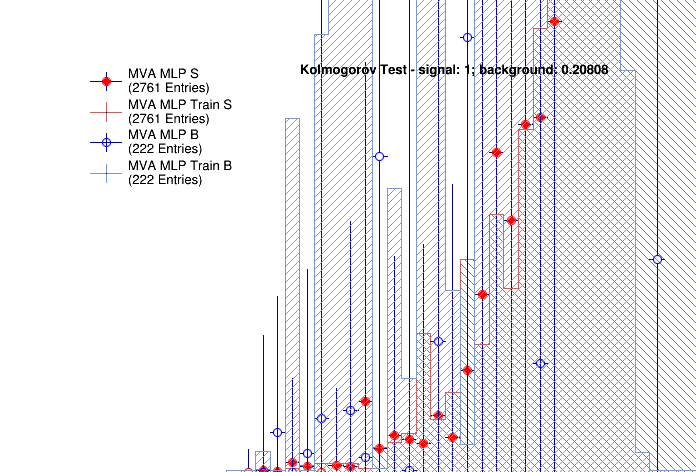 Kolmogorov Test - signal: 1; background: 0.20808
MVA MLP S
(2761 Entries)
MVA MLP Train S
(2761 Entries)
MVA MLP B
(222 Entries)
MVA MLP Train B
(222 Entries)